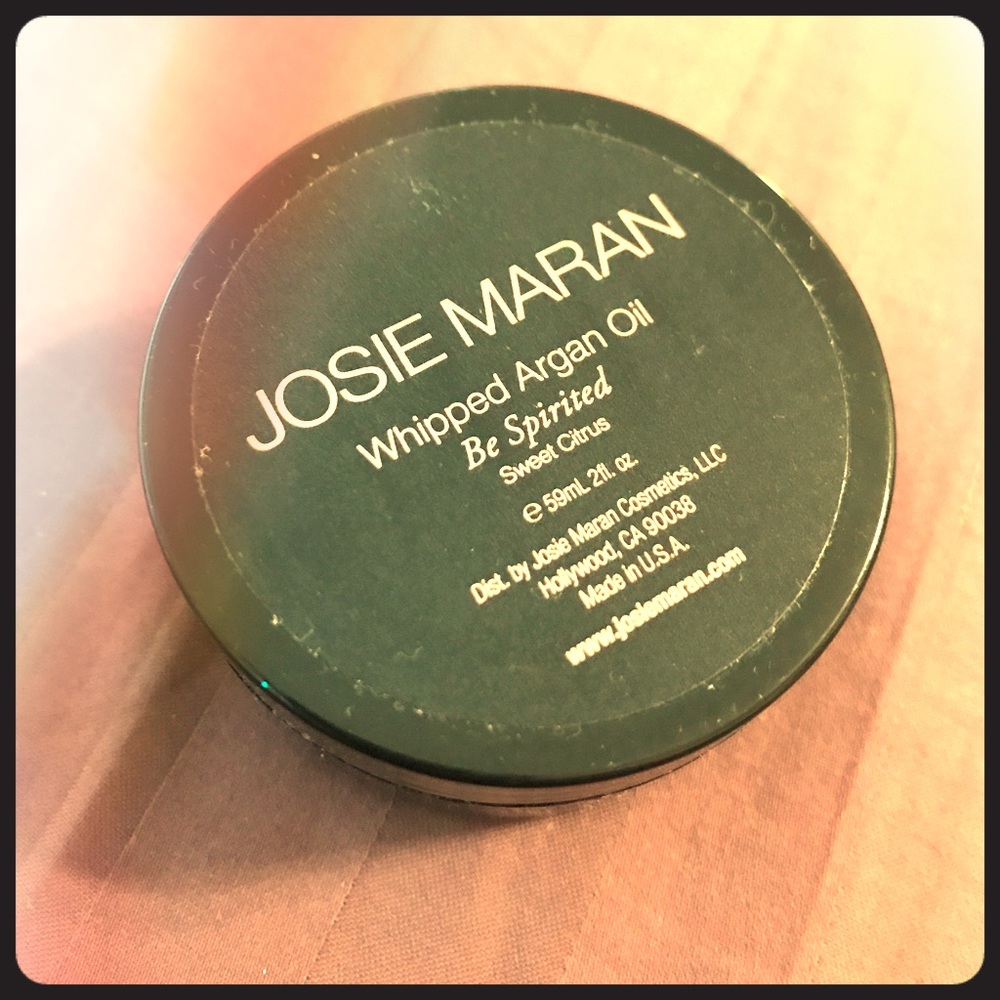 JOSIE MARAN
Whipped Argan Oil
Be Spirited
Sweet Citrus
℮ 59mL 2fl. oz.
Dist. by Josie Maran Cosmetics, LLC
Hollywood, CA 90038
Made in U.S.A.
www.josiemaran.com